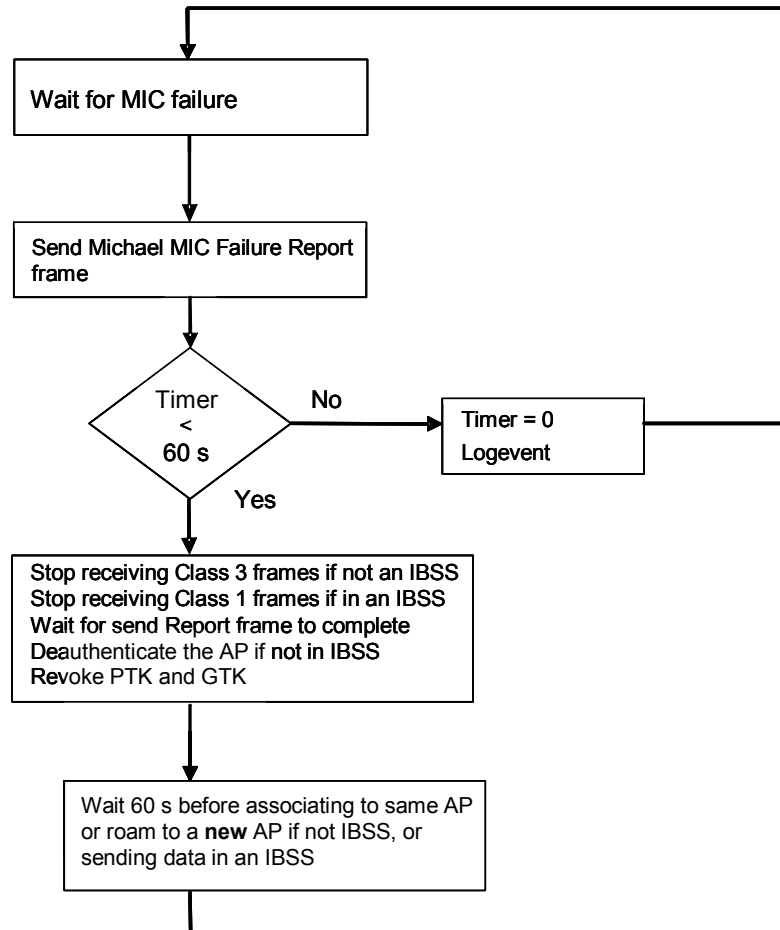 Wait for MIC failure
Send Michael MIC Failure Report
frame
Timer
<
60 s
No
Timer = 0
Logevent
Yes
Stop receiving Class 3 frames if not an IBSS
Stop receiving Class 1 frames if in an IBSS
Wait for send Report frame to complete
Deauthenticate the AP if not in IBSS
Revoke PTK and GTK
Wait 60 s before associating to same AP
or roam to a new AP if not IBSS, or
sending data in an IBSS